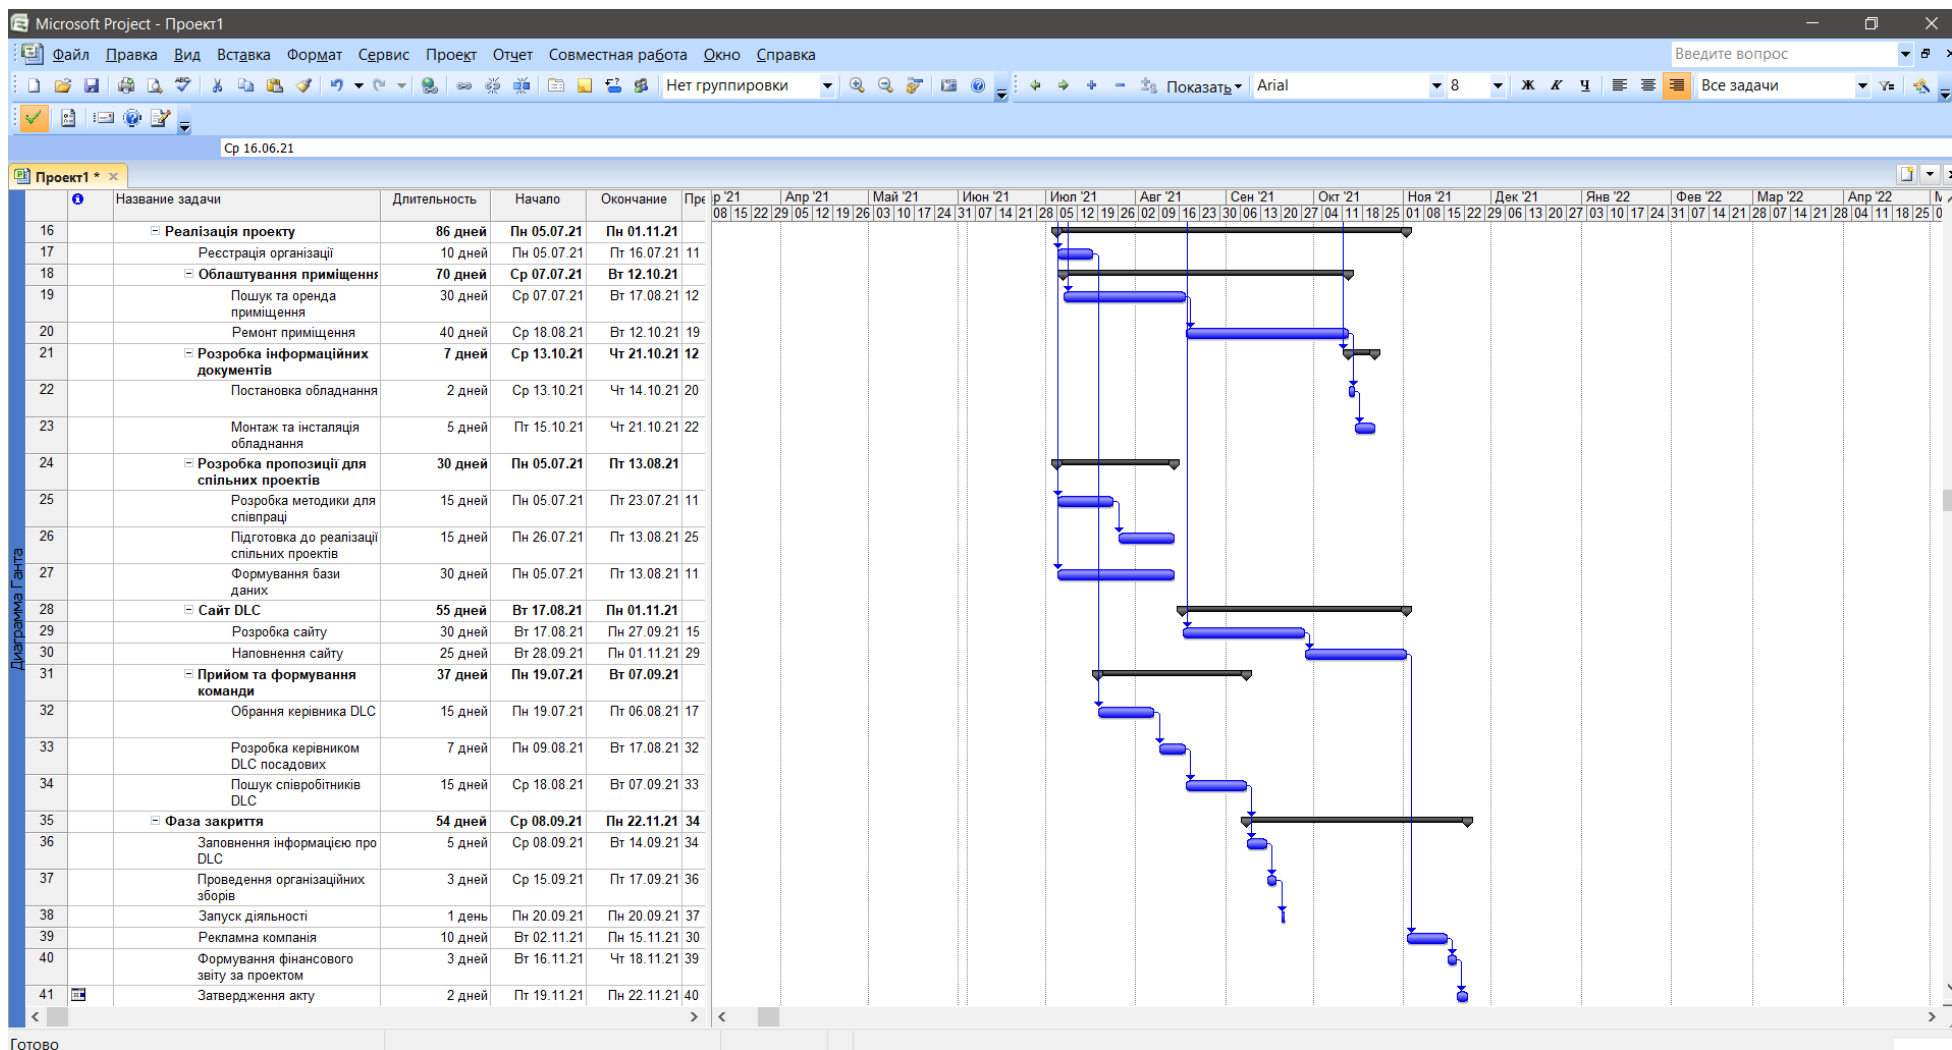 Microsoft Project - Проект1
Файл Правка Вид Вставка Формат Сервис Проект Отчет Совместная работа Окно Справка Введите вопрос
Нет группировки Показать Arial 8 Ж К Ч Все задачи
Ср 16.06.21
Проект1 *
Название задачи Длительность Начало Окончание Пре р '21 Апр '21 Май '21 Июн '21 Июл '21 Авг '21 Сен '21 Окт '21 Ноя '21 Дек '21 Янв '22 Фев '22 Мар '22 Апр '22
08 15 22 29 05 12 19 26 03 10 17 24 31 07 14 21 28 05 12 19 26 02 09 16 23 30 06 13 20 27 04 11 18 25 01 08 15 22 29 06 13 20 27 03 10 17 24 31 07 14 21 28 07 14 21 28 04 11 18 25 0
16 Реалізація проекту 86 дней Пн 05.07.21 Пн 01.11.21
17 Реєстрація організації 10 дней Пн 05.07.21 Пт 16.07.21 11
18 Облаштування приміщення 70 дней Ср 07.07.21 Вт 12.10.21
19 Пошук та оренда 30 дней Ср 07.07.21 Вт 17.08.21 12
приміщення
20 Ремонт приміщення 40 дней Ср 18.08.21 Вт 12.10.21 19
21 Розробка інформаційних 7 дней Ср 13.10.21 Чт 21.10.21 12
документів
22 Постановка обладнання 2 дней Ср 13.10.21 Чт 14.10.21 20
23 Монтаж та інсталяція 5 дней Пт 15.10.21 Чт 21.10.21 22
обладнання
24 Розробка пропозиції для 30 дней Пн 05.07.21 Пт 13.08.21
спільних проектів
25 Розробка методики для 15 дней Пн 05.07.21 Пт 23.07.21 11
співпраці
26 Підготовка до реалізації 15 дней Пн 26.07.21 Пт 13.08.21 25
спільних проектів
27 Формування бази 30 дней Пн 05.07.21 Пт 13.08.21 11
даних
28 Сайт DLC 55 дней Вт 17.08.21 Пн 01.11.21
29 Розробка сайту 30 дней Вт 17.08.21 Пн 27.09.21 15
30 Наповнення сайту 25 дней Вт 28.09.21 Пн 01.11.21 29
31 Прийом та формування 37 дней Пн 19.07.21 Вт 07.09.21
команди
32 Обрання керівника DLC 15 дней Пн 19.07.21 Пт 06.08.21 17
33 Розробка керівником 7 дней Пн 09.08.21 Вт 17.08.21 32
DLC посадових
34 Пошук співробітників 15 дней Ср 18.08.21 Вт 07.09.21 33
DLC
35 Фаза закриття 54 дней Ср 08.09.21 Пн 22.11.21 34
36 Заповнення інформацією про 5 дней Ср 08.09.21 Вт 14.09.21 34
DLC
37 Проведення організаційних 3 дней Ср 15.09.21 Пт 17.09.21 36
зборів
38 Запуск діяльності 1 день Пн 20.09.21 Пн 20.09.21 37
39 Рекламна компанія 10 дней Вт 02.11.21 Пн 15.11.21 30
40 Формування фінансового 3 дней Вт 16.11.21 Чт 18.11.21 39
звіту за проектом
41 Затвердження акту 2 дней Пт 19.11.21 Пн 22.11.21 40
Диаграмма Ганта
Готово